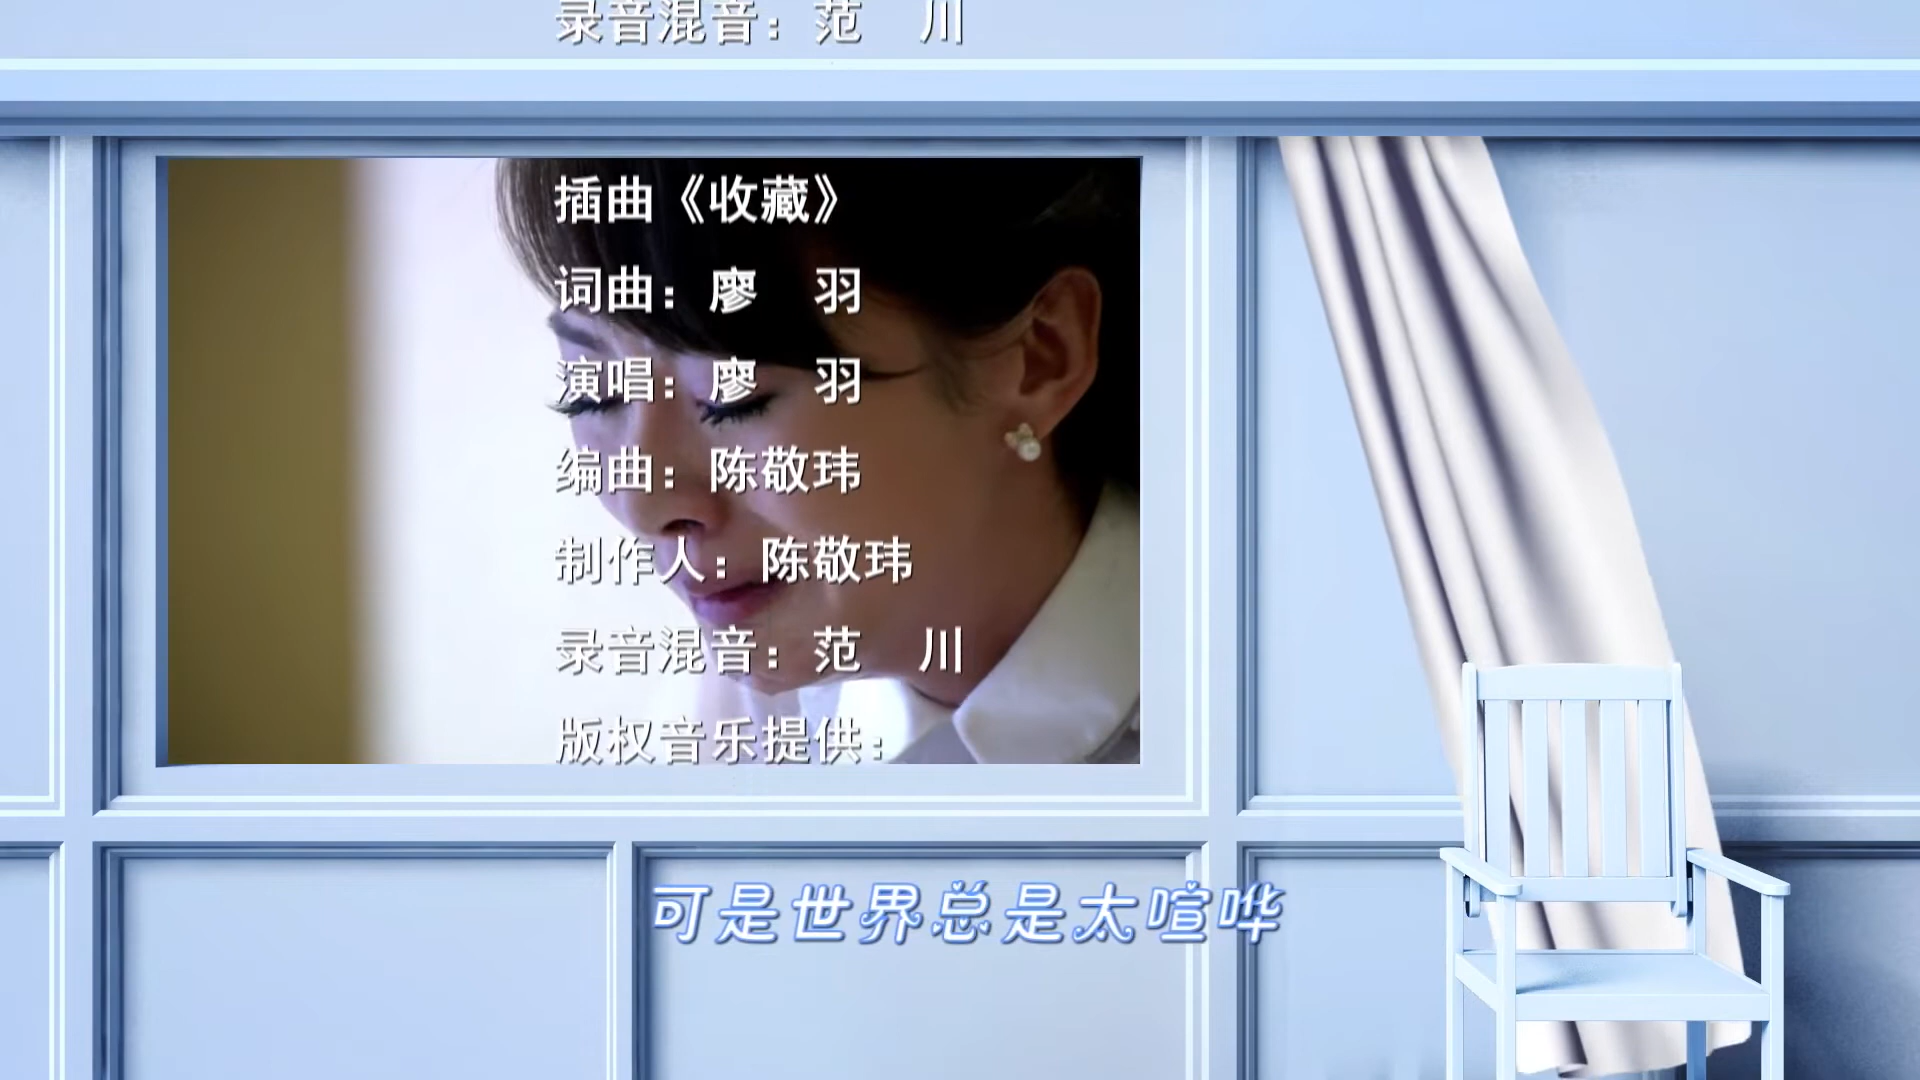 录音混音：范　川
插曲《收藏》
词曲：廖　羽
演唱：廖　羽
编曲：陈敬玮
制作人：陈敬玮
录音混音：范　川
版权音乐提供：
可是世界总是太喧哗